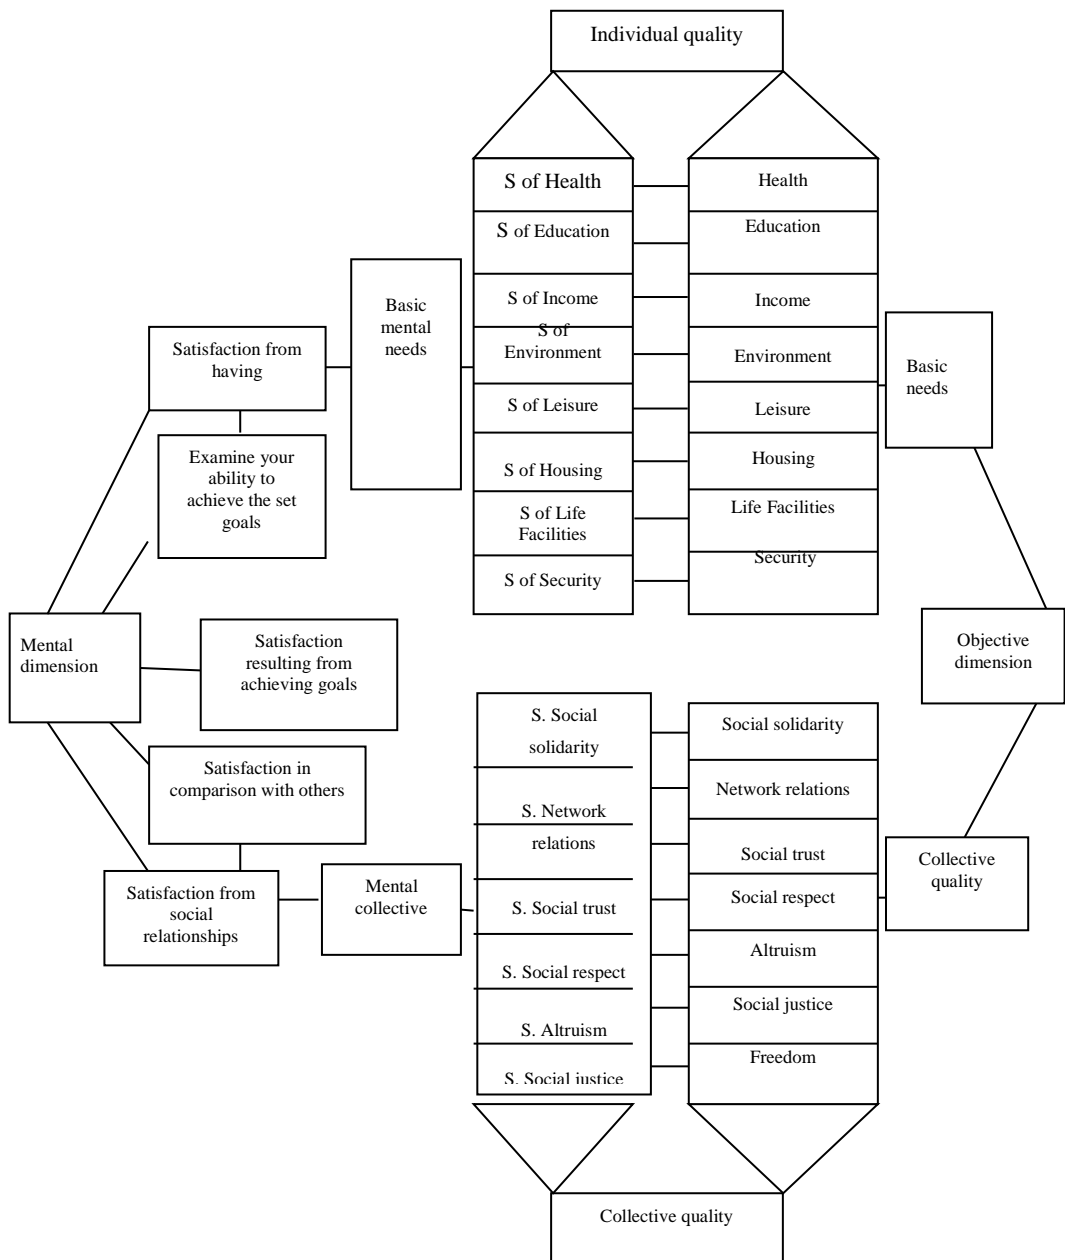 Individual quality
S of Health
Health
S of Education
Education
S of Income
Income
S of
Environment
Environment
S of Leisure
Leisure
S of Housing
Housing
S of Life
Facilities
Life Facilities
S of Security
Security
Basic
mental
needs
Satisfaction from
having
Examine your
ability to
achieve the set
goals
Basic
needs
Mental
dimension
Satisfaction
resulting from
achieving goals
Objective
dimension
Satisfaction in
comparison with others
Satisfaction from
social
relationships
Mental
collective
S. Social
solidarity
Social solidarity
S. Network
relations
Network relations
S. Social trust
Social trust
S. Social respect
Social respect
S. Altruism
Altruism
S. Social justice
Social justice
Freedom
Collective
quality
Collective quality